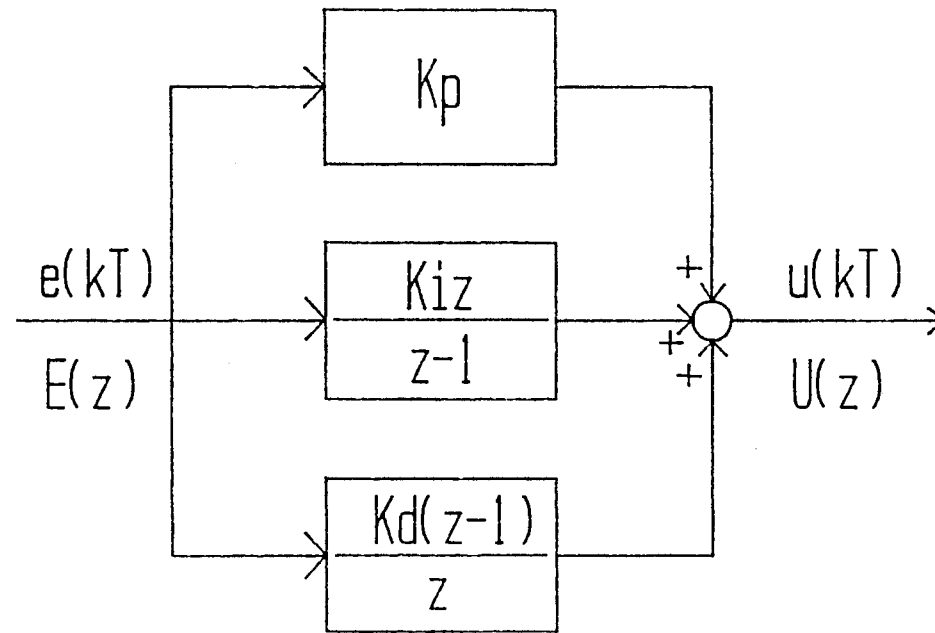 Kp
e(kT)
E(z)
Kiz
z-1
+
+
+
u(kT)
U(z)
Kd(z-1)
z